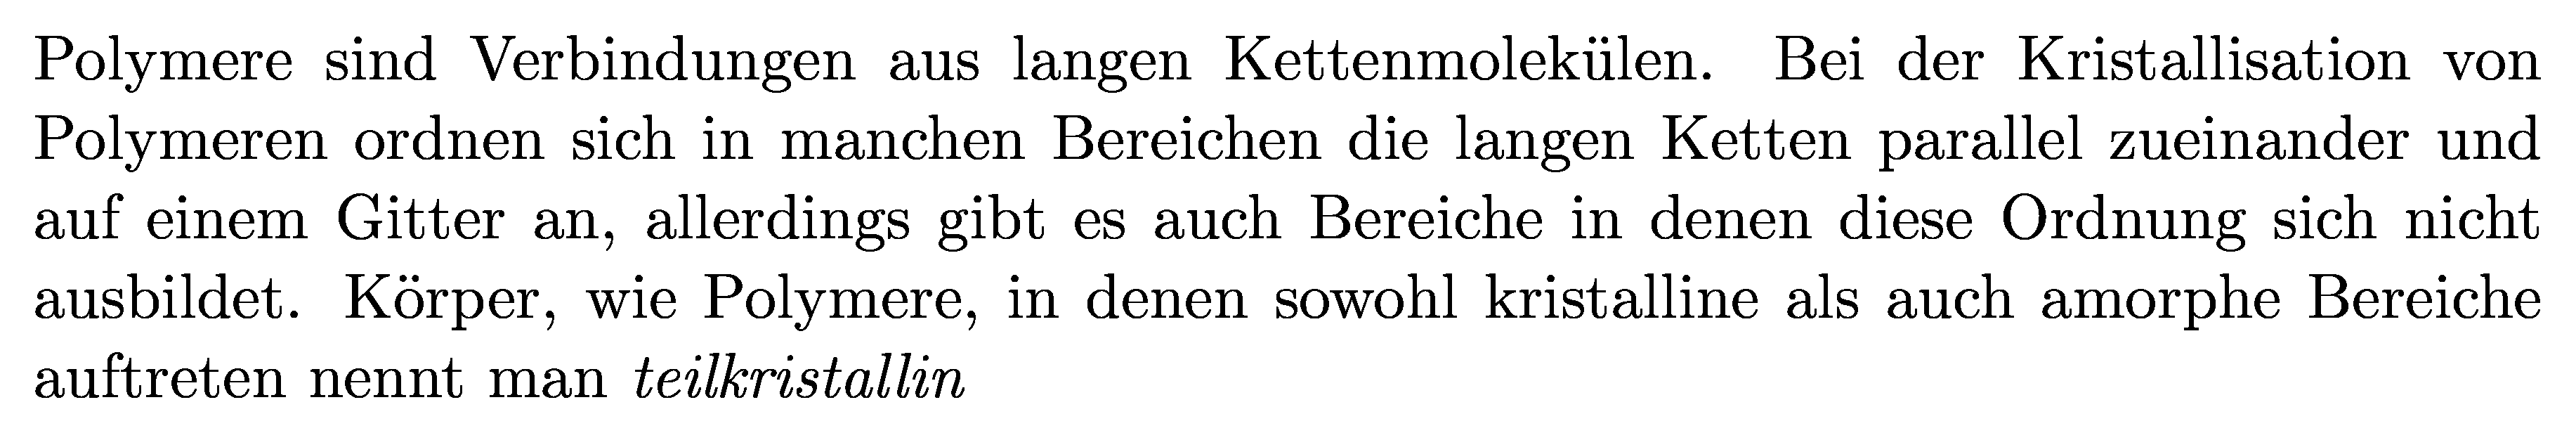 Polymere sind Verbindungen aus langen Kettenmolekülen. Bei der Kristallisation von
Polymeren ordnen sich in manchen Bereichen die langen Ketten parallel zueinander und
auf einem Gitter an, allerdings gibt es auch Bereiche in denen diese Ordnung sich nicht
ausbildet. Körper, wie Polymere, in denen sowohl kristalline als auch amorphe Bereiche
auftreten nennt man teilkristallin